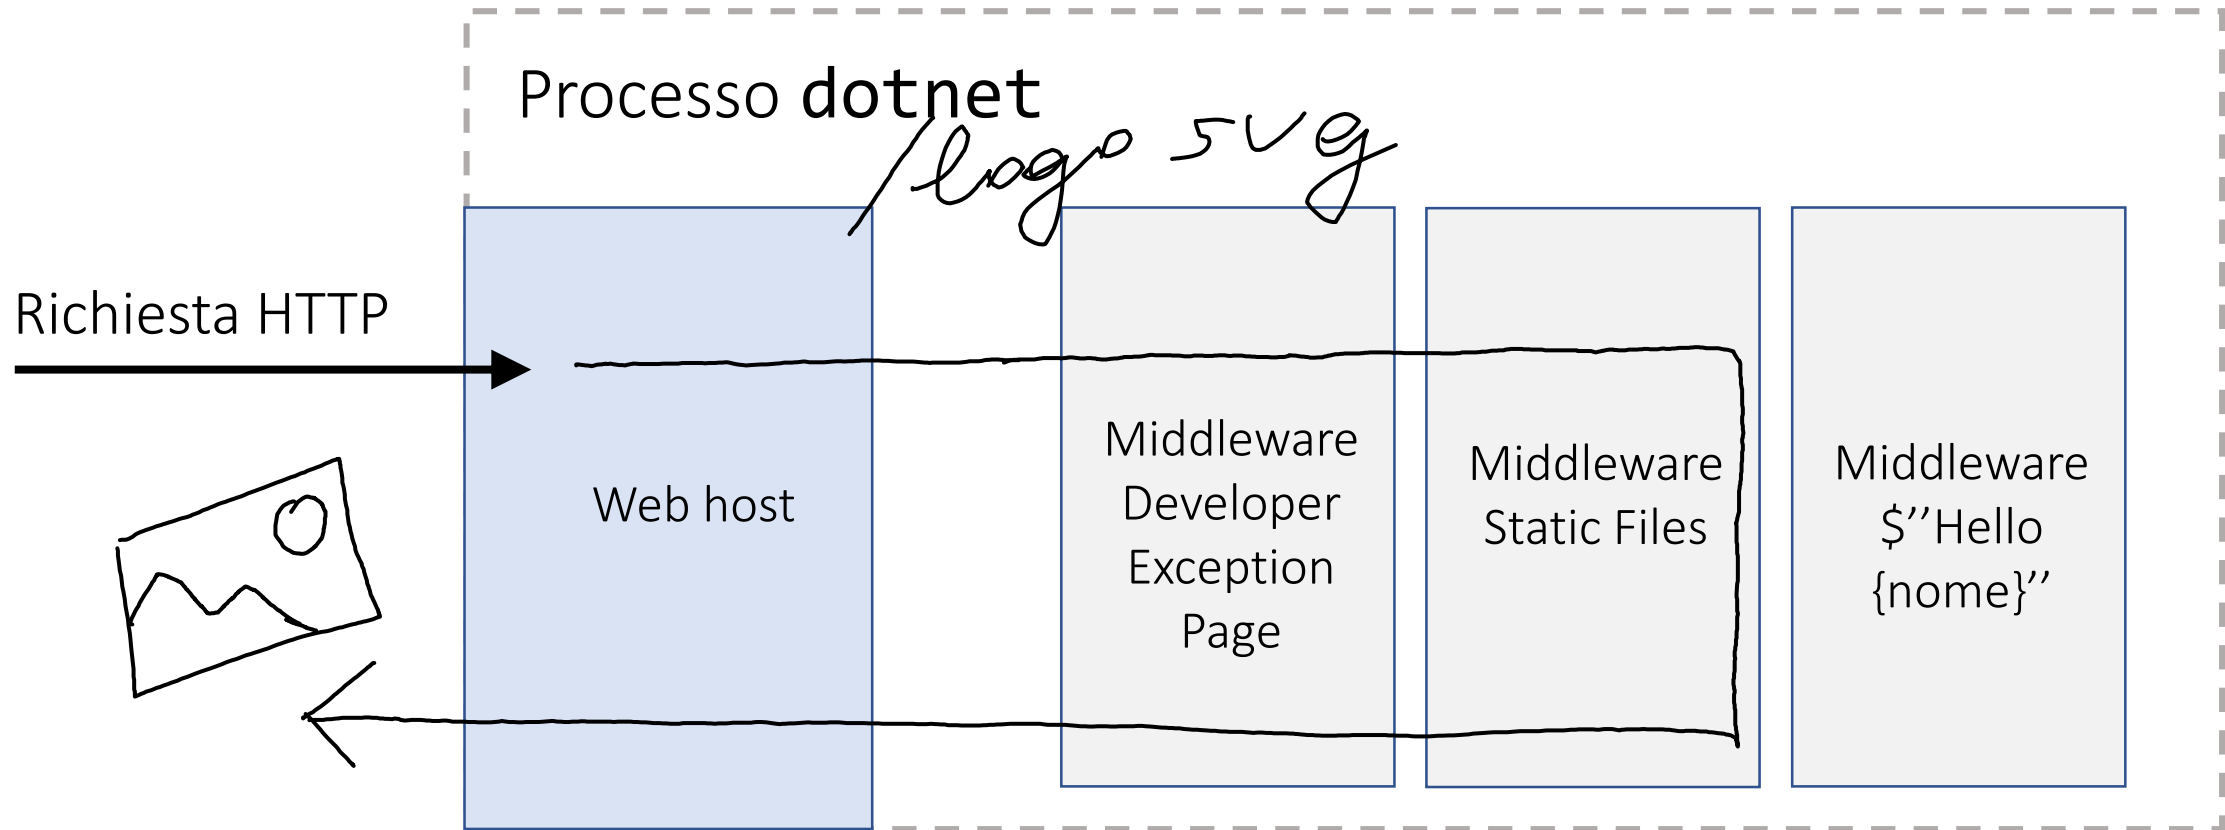 Processo dotnet
/logo svg
Richiesta HTTP
Web host
Middleware
Developer
Exception
Page
Middleware
Static Files
Middleware
$’’Hello
{nome}’’